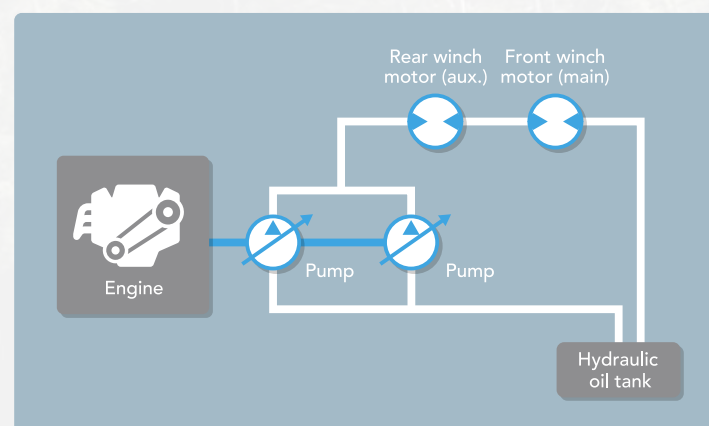 Rear winch
motor (aux.)
Front winch
motor (main)
Engine
Pump
Pump
Hydraulic
oil tank